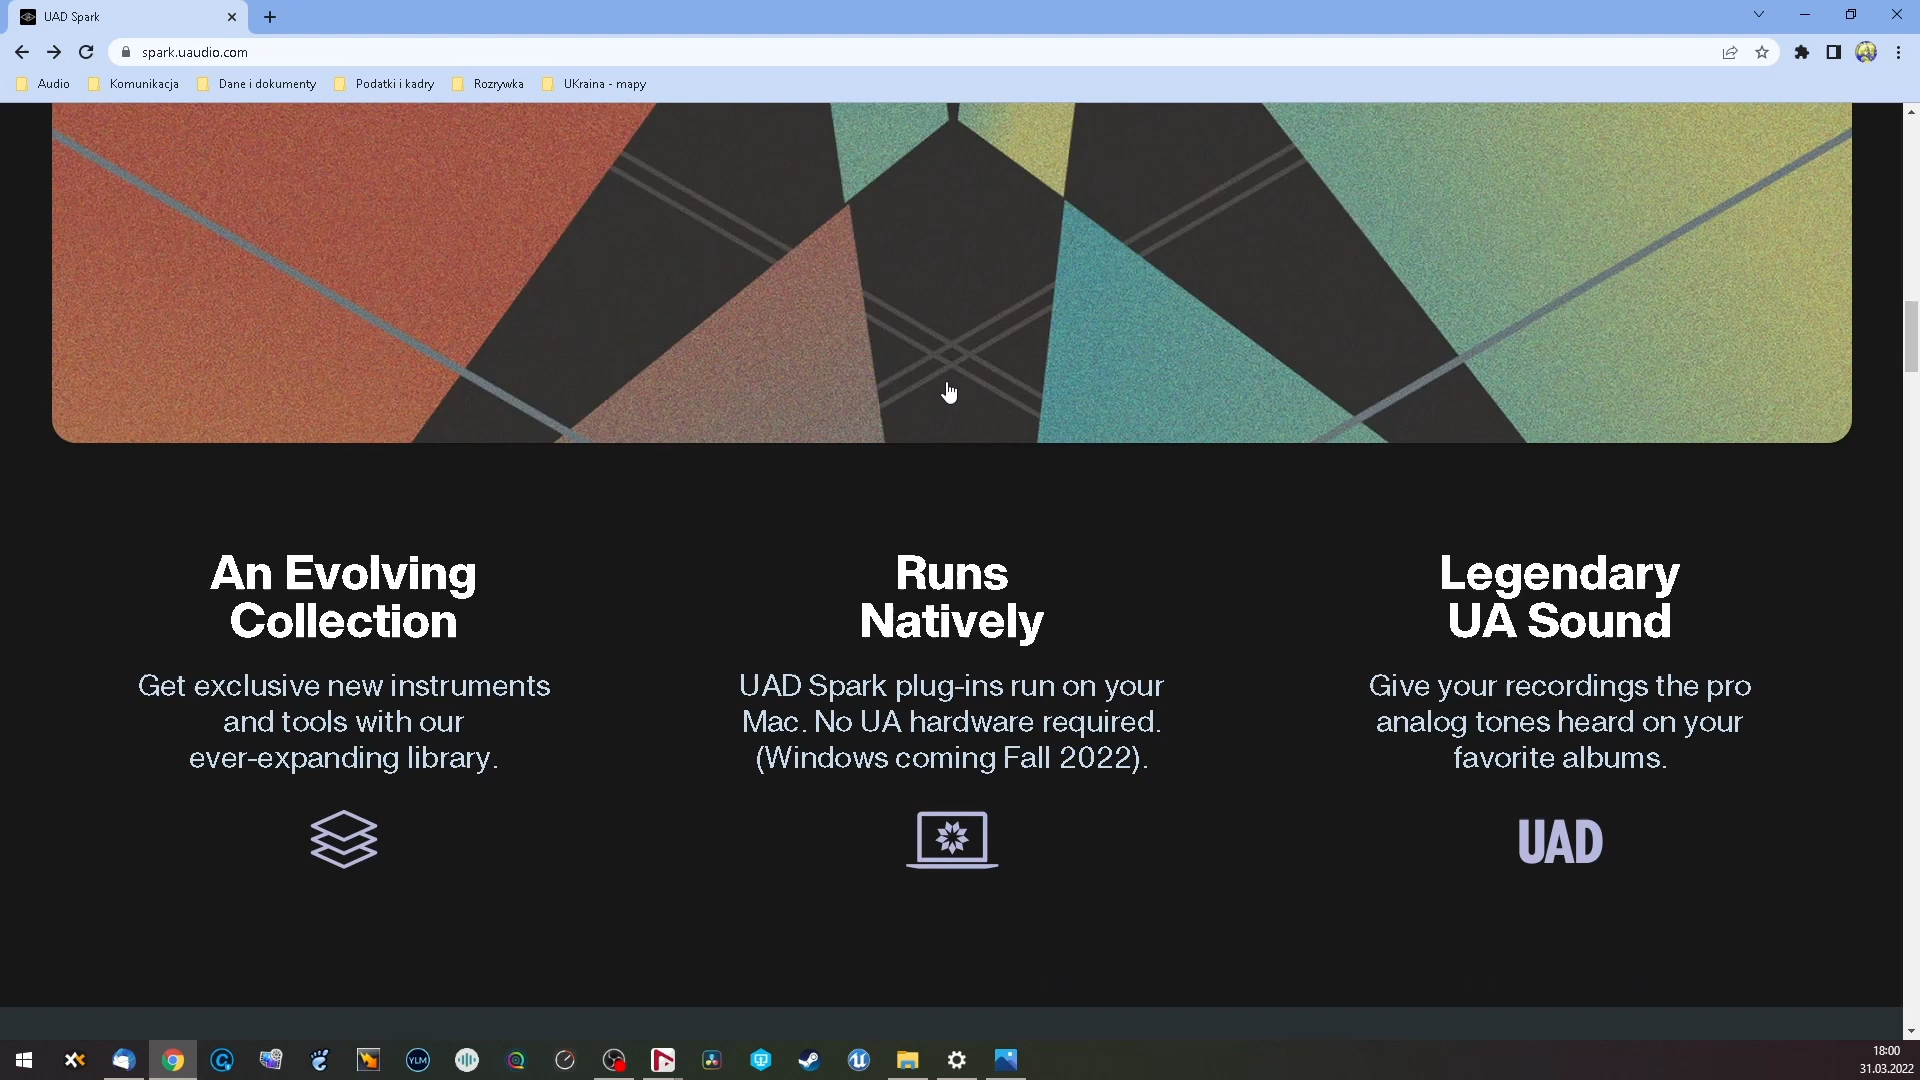 UAD Spark
spark.uaudio.com
Audio
Komunikacja
Dane i dokumenty
Podatki i kadry
Rozrywka
UKraina - mapy
An Evolving
Collection
Get exclusive new instruments
and tools with our
ever-expanding library.
Runs
Natively
UAD Spark plug-ins run on your
Mac. No UA hardware required.
(Windows coming Fall 2022).
Legendary
UA Sound
Give your recordings the pro
analog tones heard on your
favorite albums.
UAD
YLM
18:00
31.03.2022